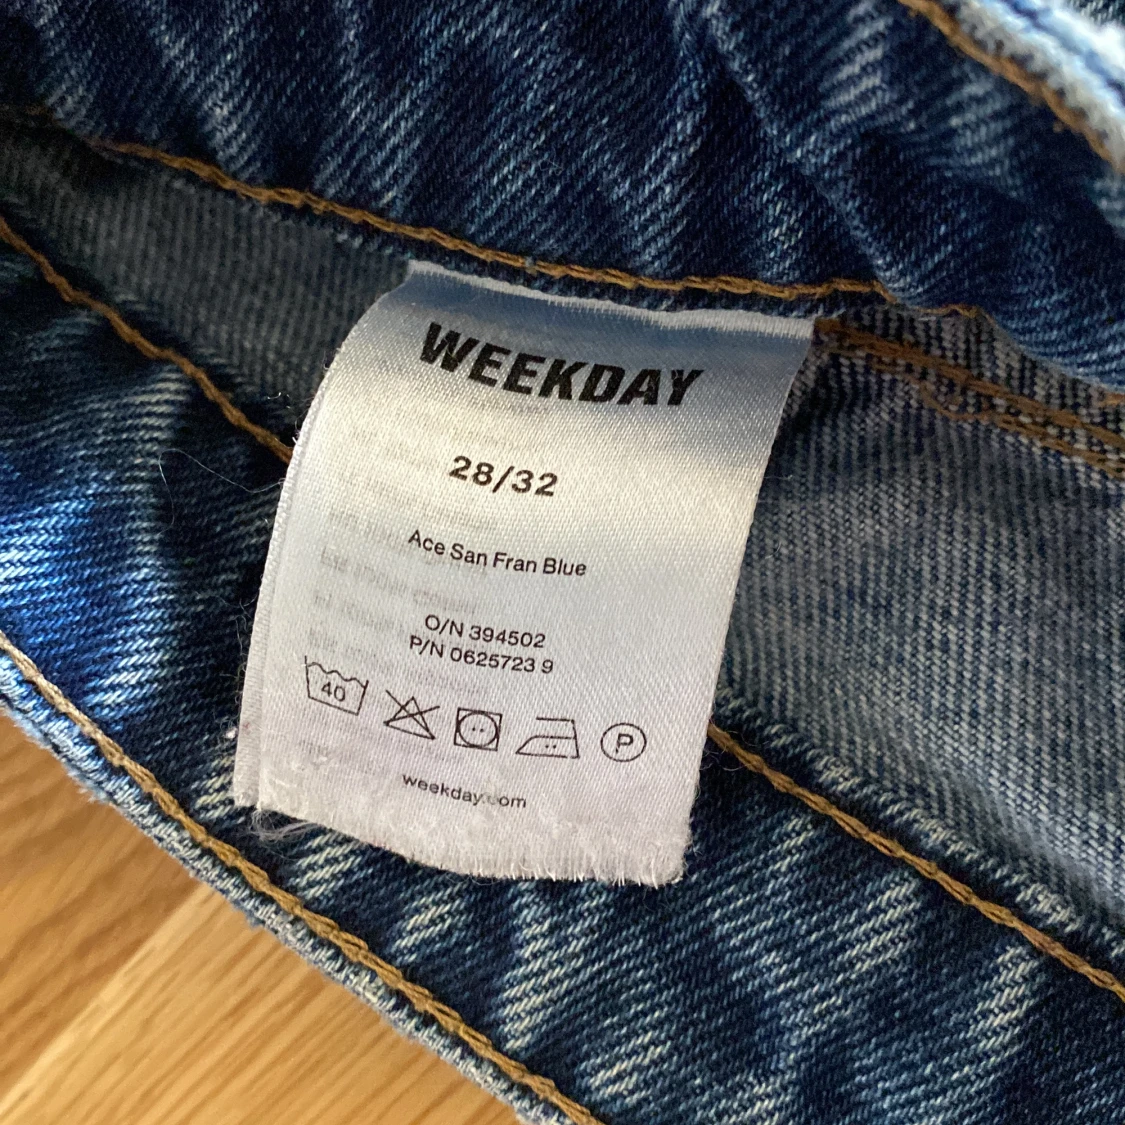 WEEKDAY
28/32
Ace San Fran Blue
O/N 394502
P/N 0625723 9
40 P
weekday.com